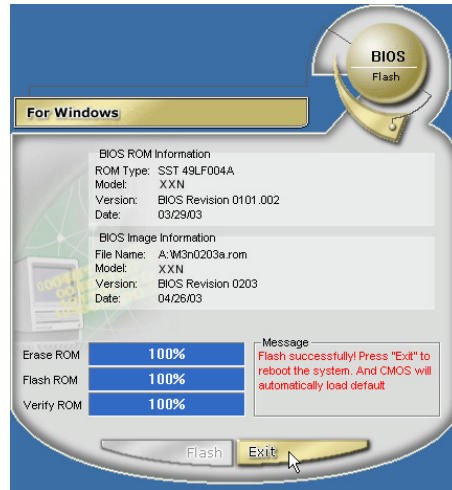 BIOS
Flash
For Windows
BIOS ROM Information
ROM Type: SST 49LF004A
Model: XXN
Version: BIOS Revision 0101.002
Date: 03/29/03
BIOS Image Information
File Name: A:\M3n0203a.rom
Model: XXN
Version: BIOS Revision 0203
Date: 04/26/03
Erase ROM 100%
Flash ROM 100%
Verify ROM 100%
Message
Flash successfully! Press "Exit" to
reboot the system. And CMOS will
automatically load default
Flash Exit